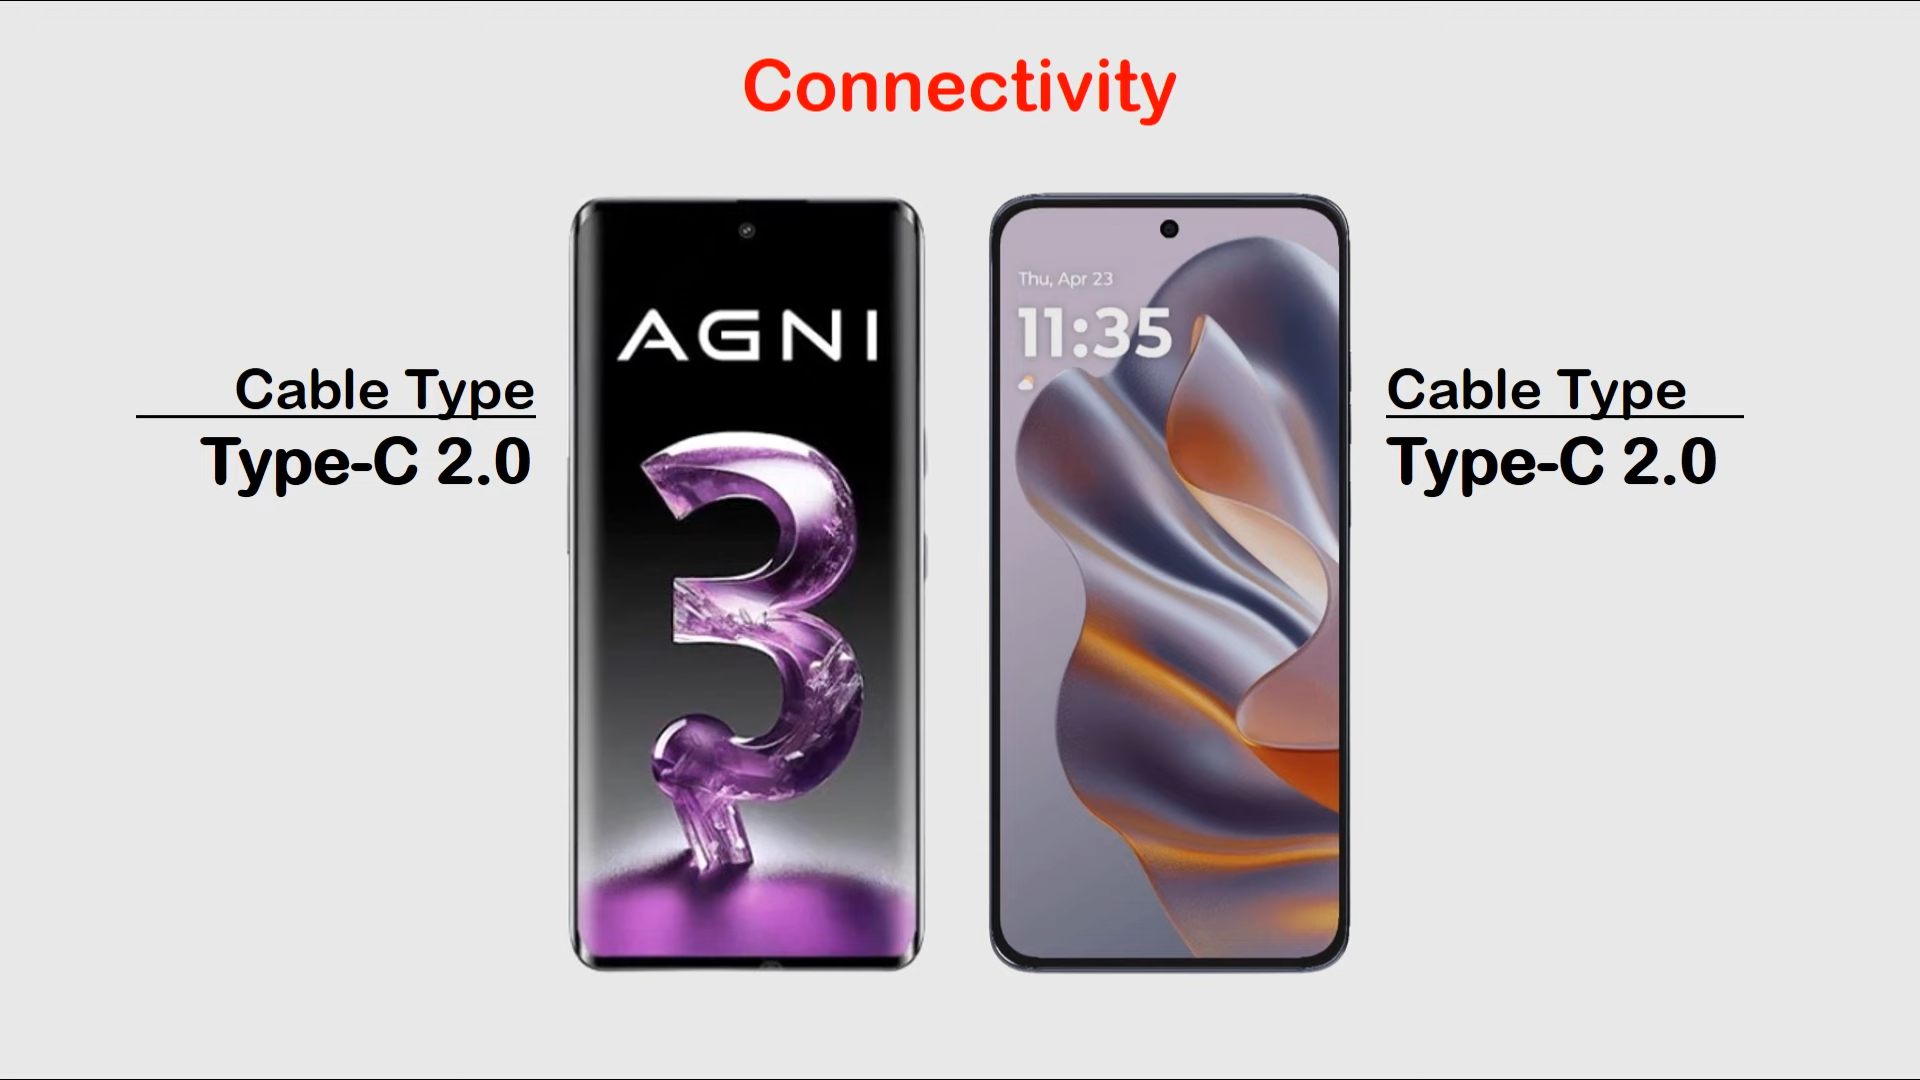 Connectivity
Cable Type
Type-C 2.0
AGNI
3
Thu, Apr 23
11:35
Cable Type
Type-C 2.0